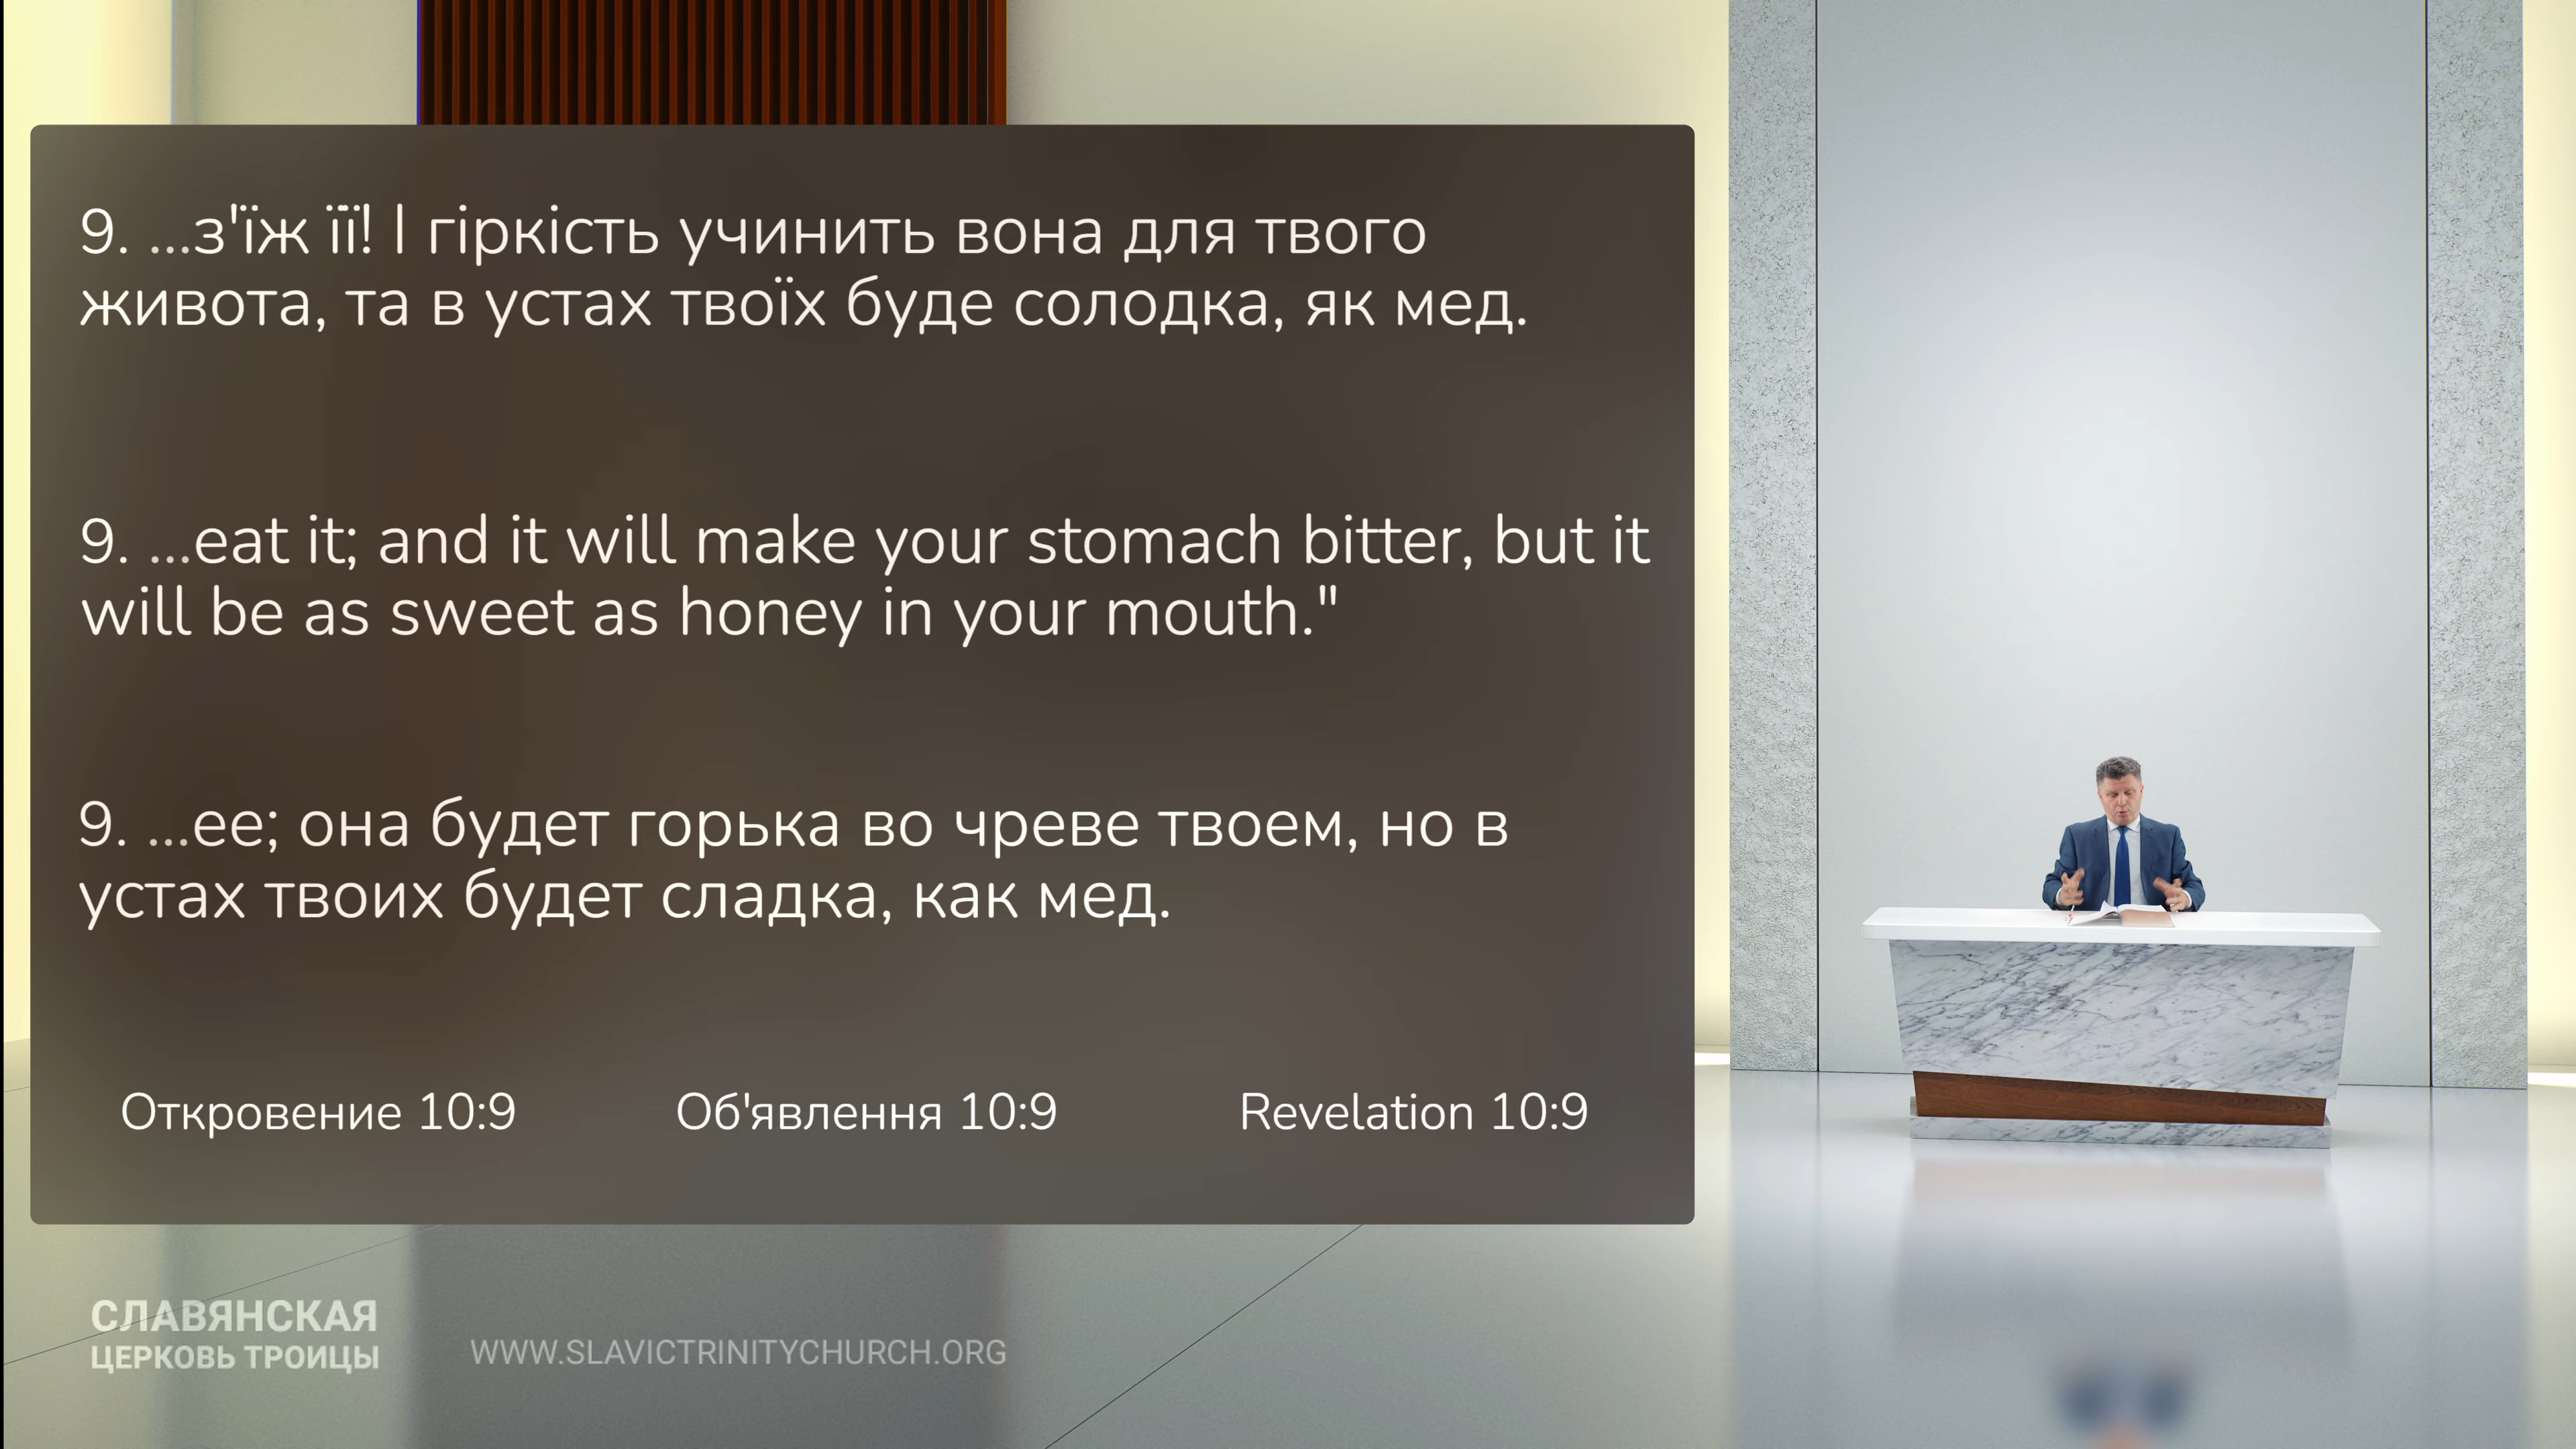 9. ...з'їж її! І гіркість учинить вона для твого
живота, та в устах твоїх буде солодка, як мед.
9. ...eat it; and it will make your stomach bitter, but it
will be as sweet as honey in your mouth."
9. ...ее; она будет горька во чреве твоем, но в
устах твоих будет сладка, как мед.
Откровение 10:9 Об'явлення 10:9 Revelation 10:9
СЛАВЯНСКАЯ
ЦЕРКОВЬ ТРОИЦЫ
WWW.SLAVICTRINITYCHURCH.ORG